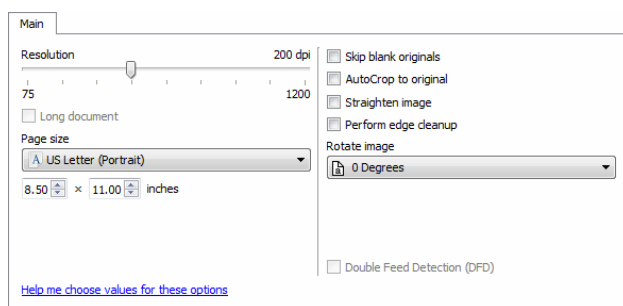 Main
Resolution 200 dpi
75 1200
Long document
Page size
US Letter (Portrait)
8.50 × 11.00 inches
Help me choose values for these options
Skip blank originals
AutoCrop to original
Straighten image
Perform edge cleanup
Rotate image
0 Degrees
Double Feed Detection (DFD)